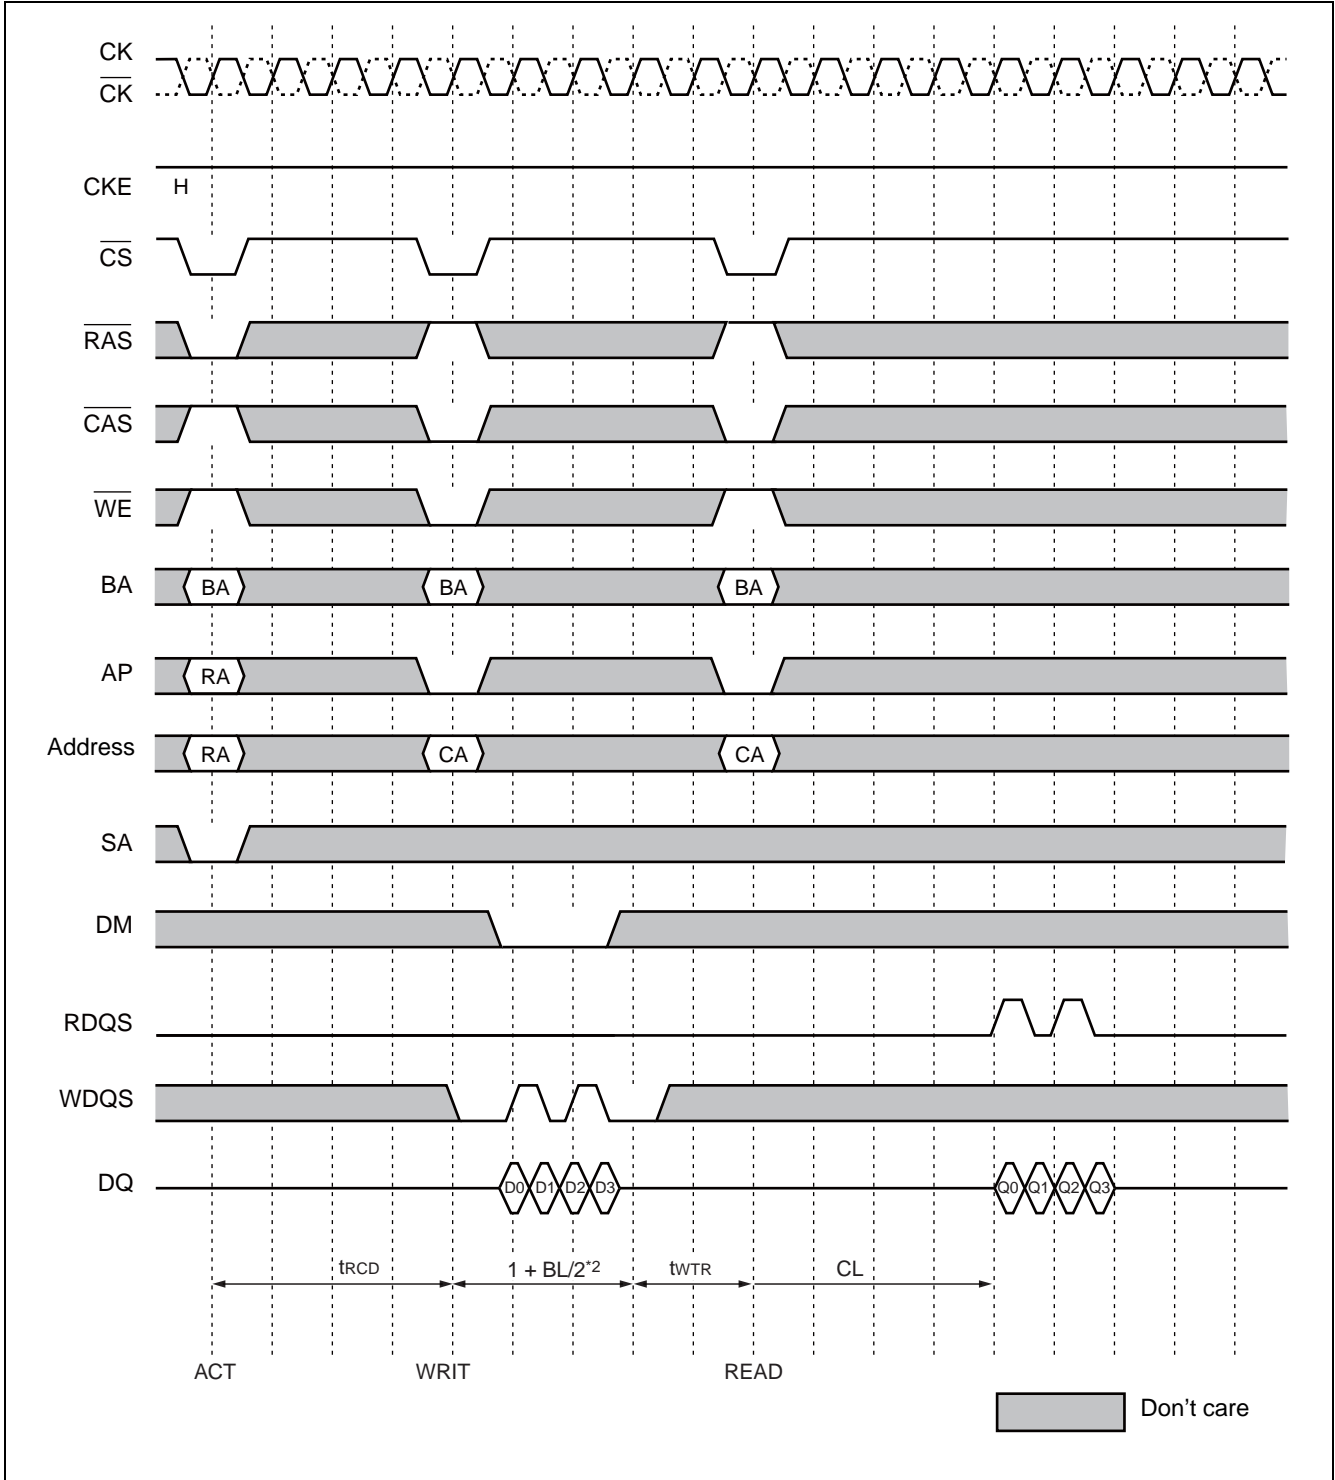 CK
CK
CKE
H
CS
RAS
CAS
WE
BA
BA
BA
BA
AP
RA
Address
RA
CA
CA
SA
DM
RDQS
WDQS
DQ
D0
D1
D2
D3
Q0
Q1
Q2
Q3
tRCD
1 + BL/2*2
tWTR
CL
ACT
WRIT
READ
Don't care